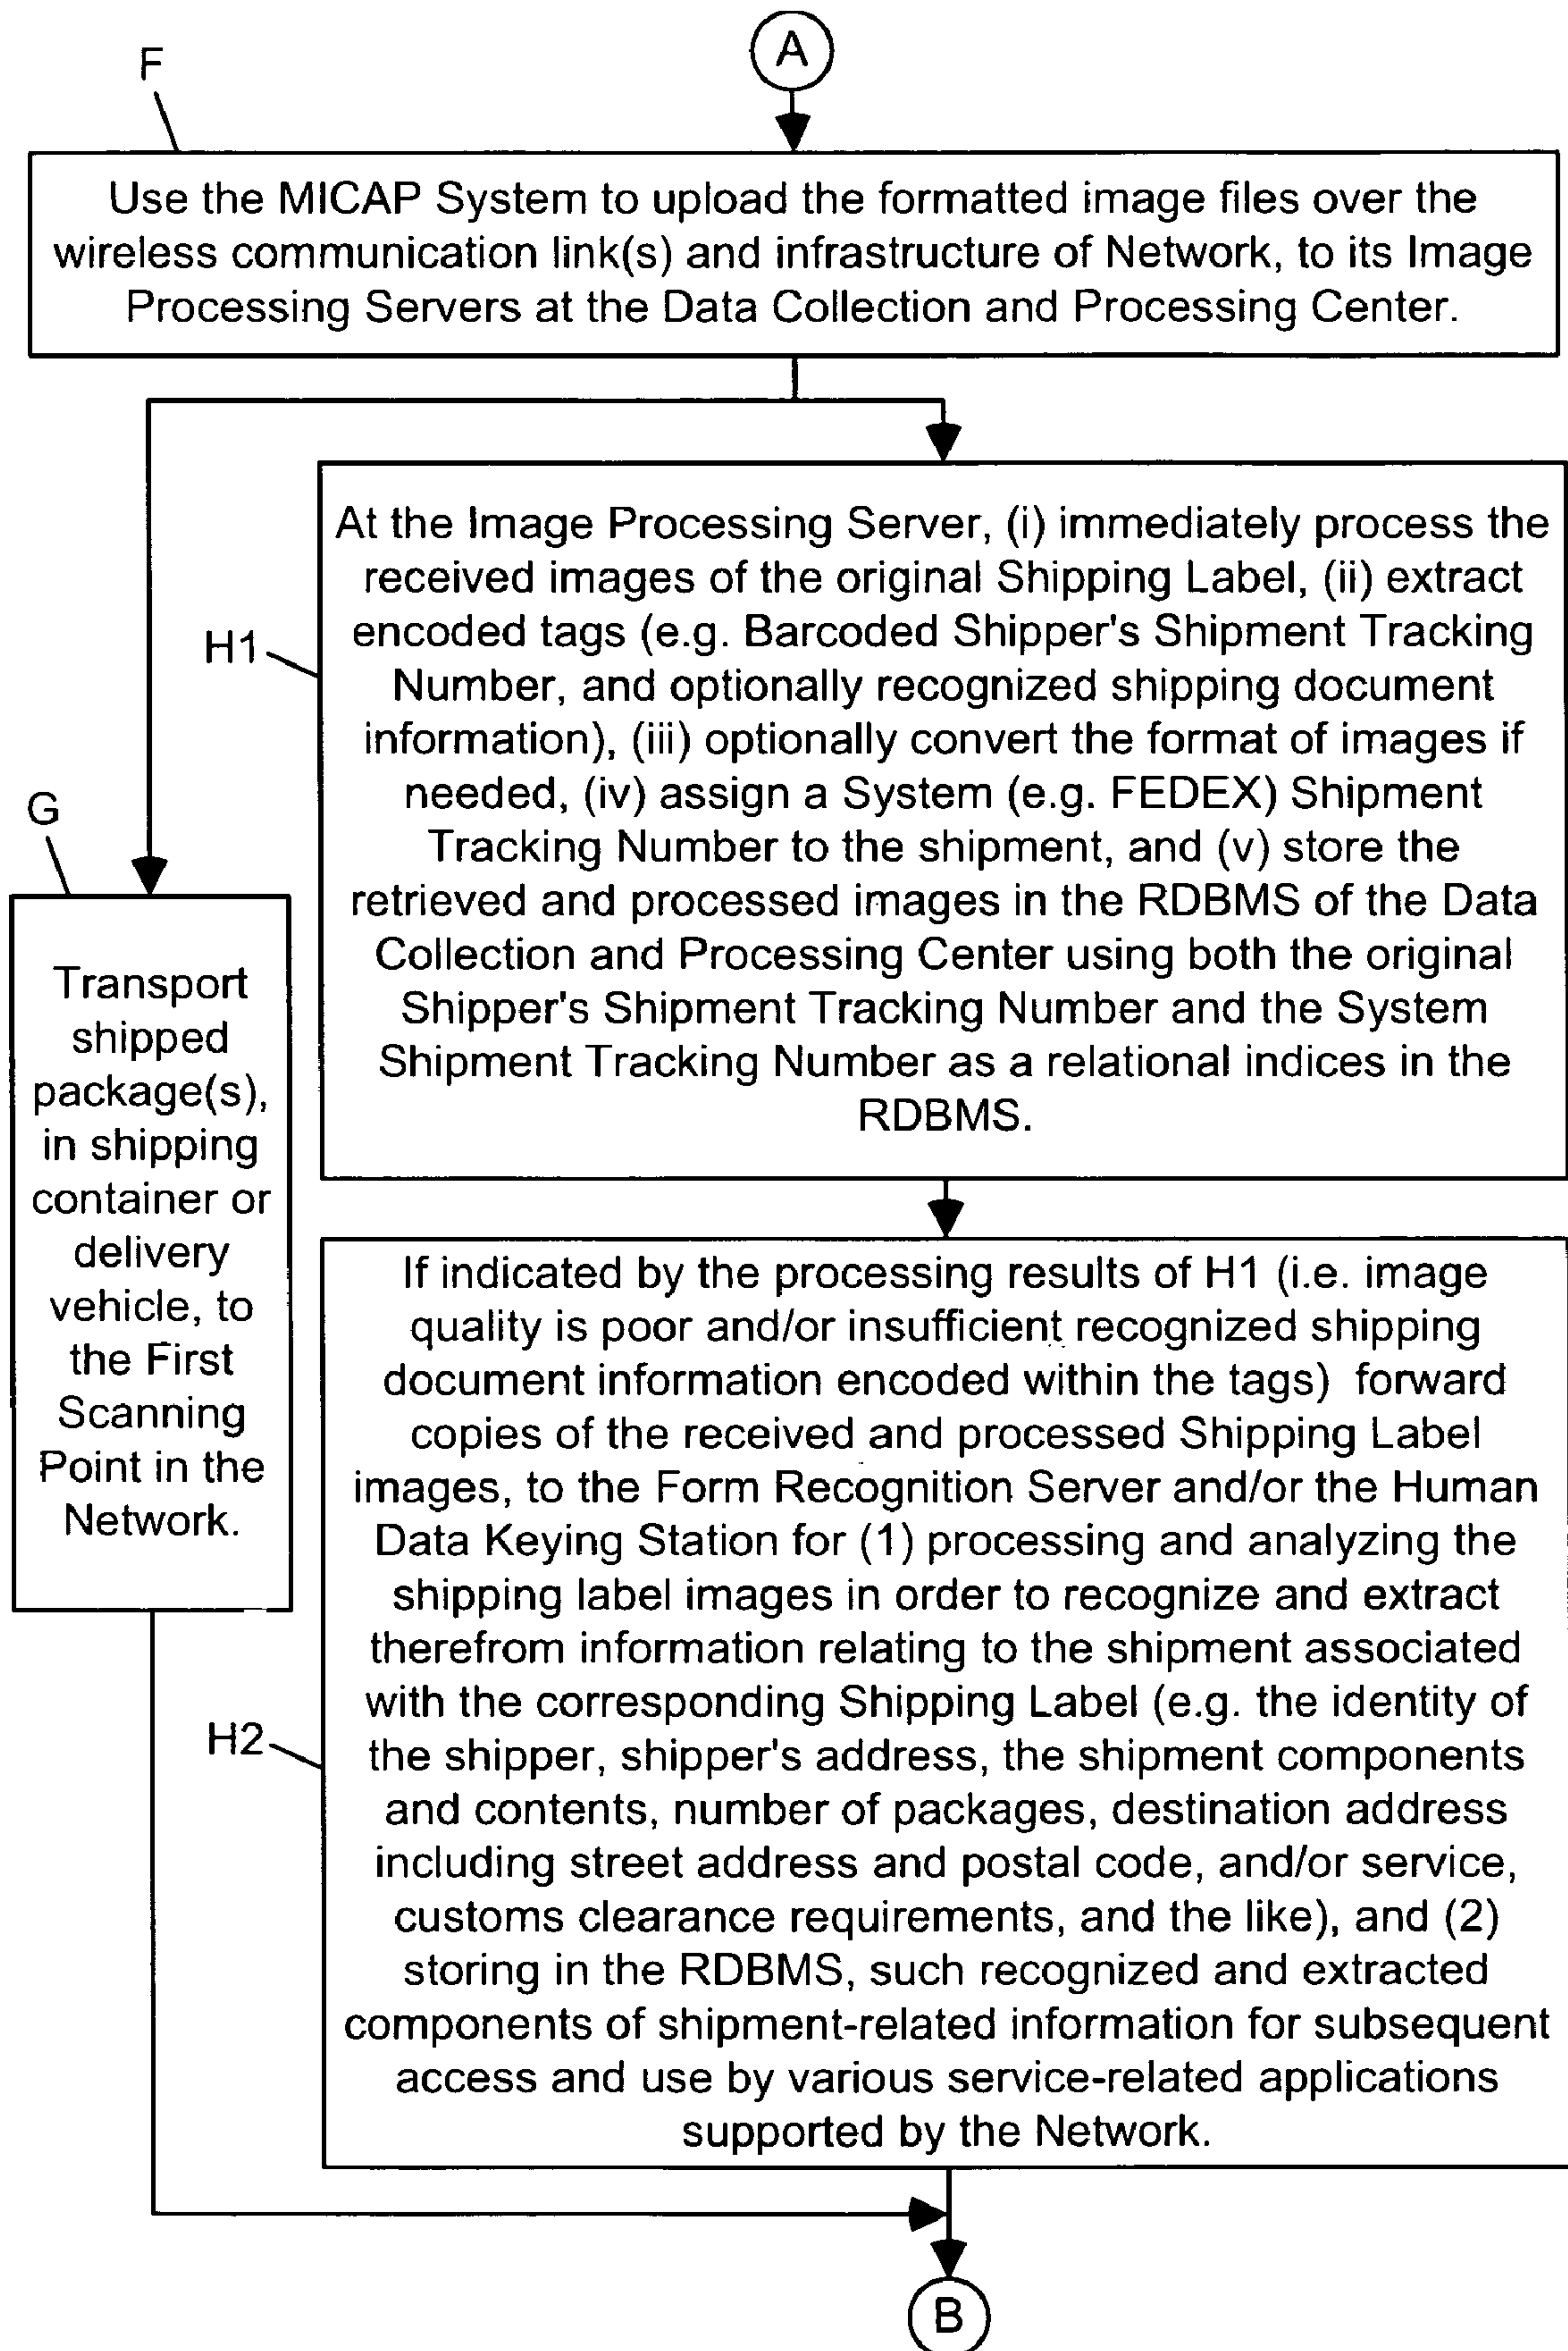 A
F
Use the MICAP System to upload the formatted image files over the
wireless communication link(s) and infrastructure of Network, to its Image
Processing Servers at the Data Collection and Processing Center.
H1
At the Image Processing Server, (i) immediately process the
received images of the original Shipping Label, (ii) extract
encoded tags (e.g. Barcoded Shipper's Shipment Tracking
Number, and optionally recognized shipping document
information), (iii) optionally convert the format of images if
needed, (iv) assign a System (e.g. FEDEX) Shipment
Tracking Number to the shipment, and (v) store the
retrieved and processed images in the RDBMS of the Data
Collection and Processing Center using both the original
Shipper's Shipment Tracking Number and the System
Shipment Tracking Number as a relational indices in the
RDBMS.
G
Transport
shipped
package(s),
in shipping
container or
delivery
vehicle, to
the First
Scanning
Point in the
Network.
H2
If indicated by the processing results of H1 (i.e. image
quality is poor and/or insufficient recognized shipping
document information encoded within the tags) forward
copies of the received and processed Shipping Label
images, to the Form Recognition Server and/or the Human
Data Keying Station for (1) processing and analyzing the
shipping label images in order to recognize and extract
therefrom information relating to the shipment associated
with the corresponding Shipping Label (e.g. the identity of
the shipper, shipper's address, the shipment components
and contents, number of packages, destination address
including street address and postal code, and/or service,
customs clearance requirements, and the like), and (2)
storing in the RDBMS, such recognized and extracted
components of shipment-related information for subsequent
access and use by various service-related applications
supported by the Network.
B